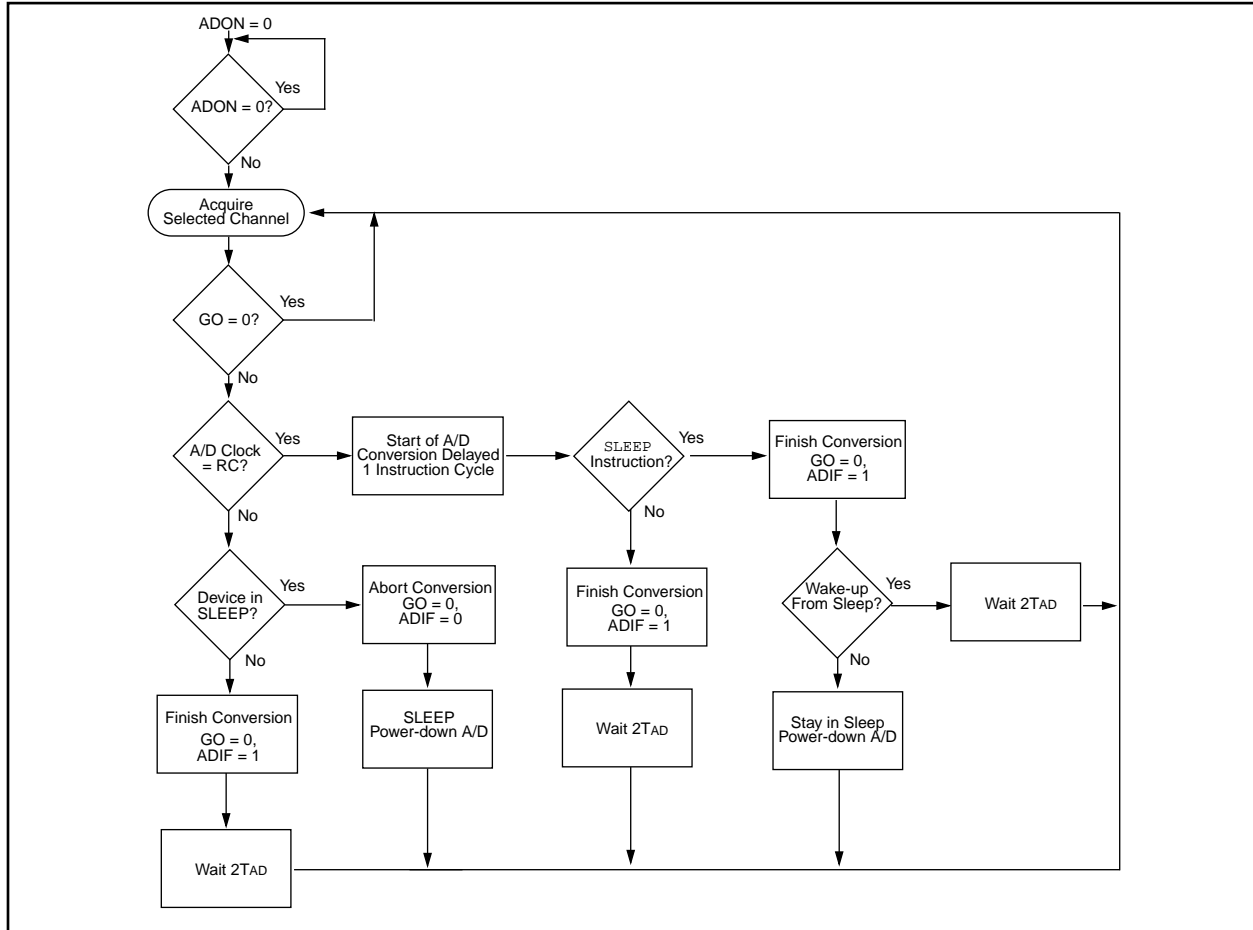 ADON = 0
ADON = 0?
Yes
No
Acquire
Selected Channel
GO = 0?
Yes
No
A/D Clock
= RC?
Yes
No
Start of A/D
Conversion Delayed
1 Instruction Cycle
SLEEP
Instruction?
Yes
No
Finish Conversion
GO = 0,
ADIF = 1
Device in
SLEEP?
Yes
No
Abort Conversion
GO = 0,
ADIF = 0
Finish Conversion
GO = 0,
ADIF = 1
Wake-up
From Sleep?
Yes
No
Wait 2TAD
Finish Conversion
GO = 0,
ADIF = 1
SLEEP
Power-down A/D
Wait 2TAD
Stay in Sleep
Power-down A/D
Wait 2TAD